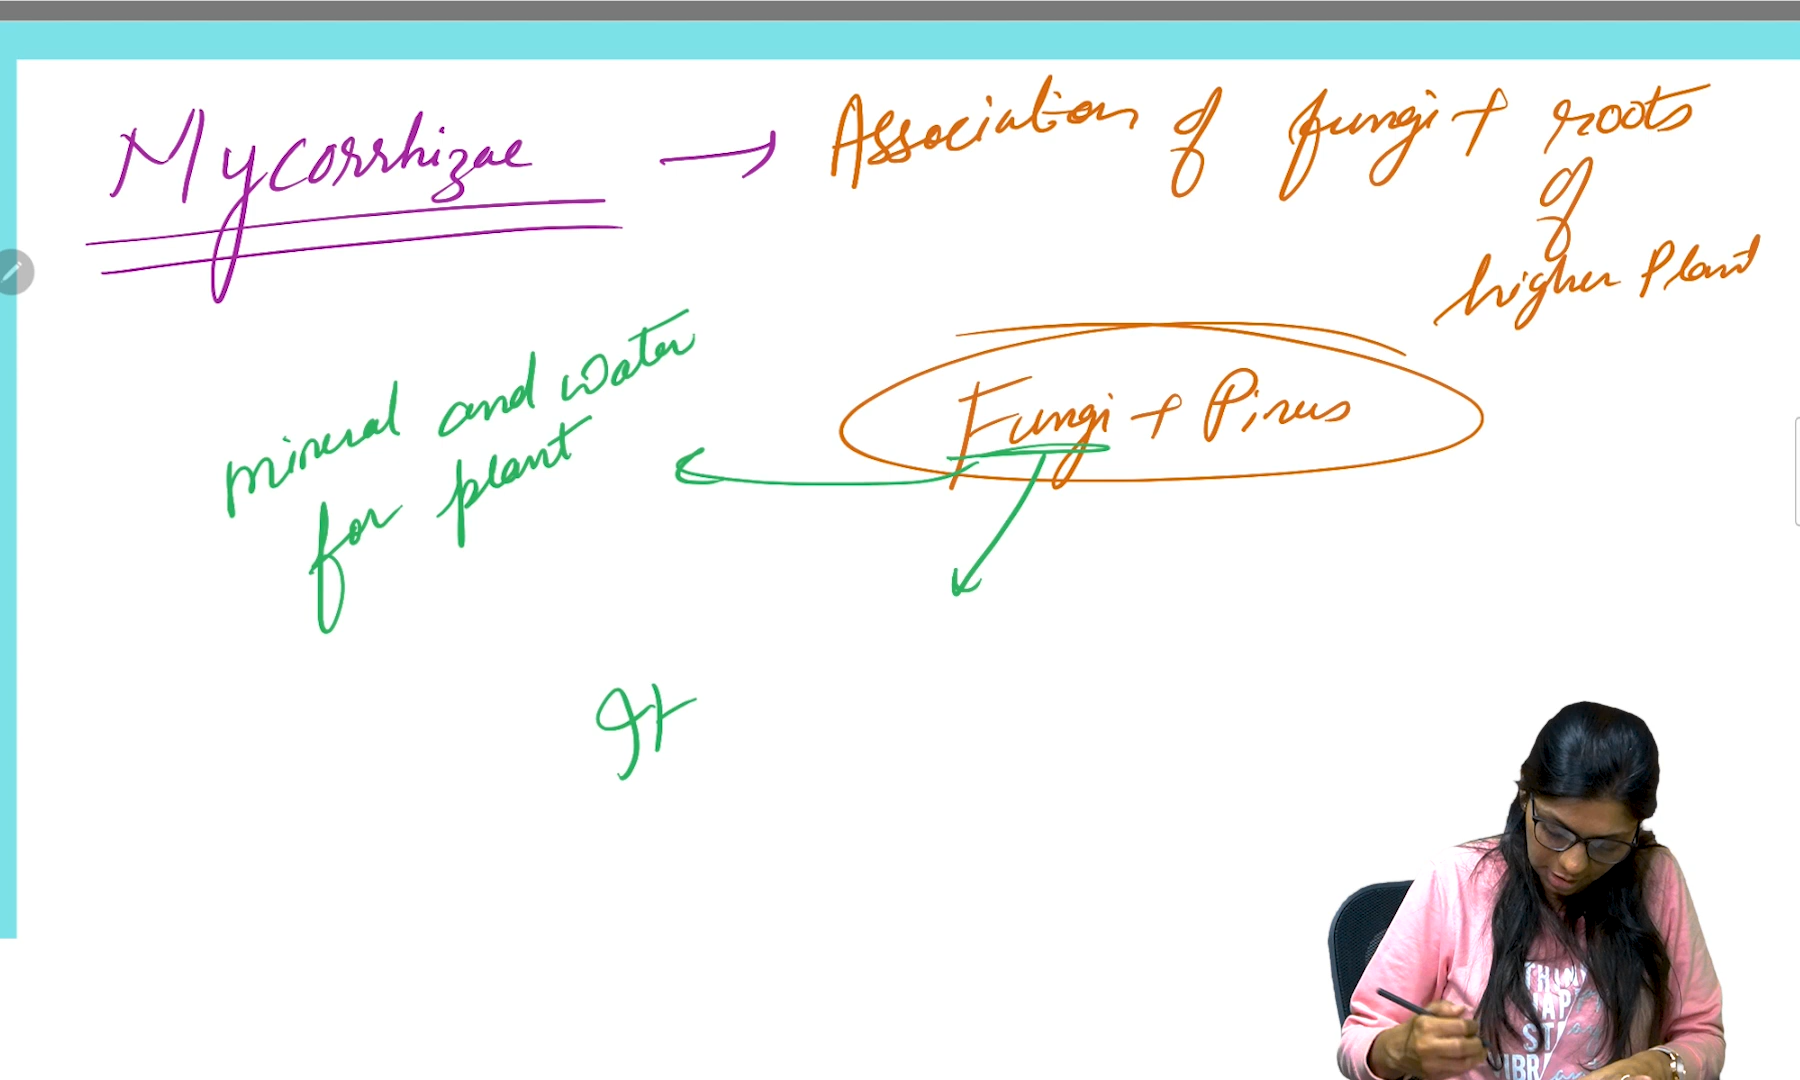 Mycorrhizae → Association of fungi + roots
of
higher Plant
Fungi + Pinus
mineral and water
for plant
It